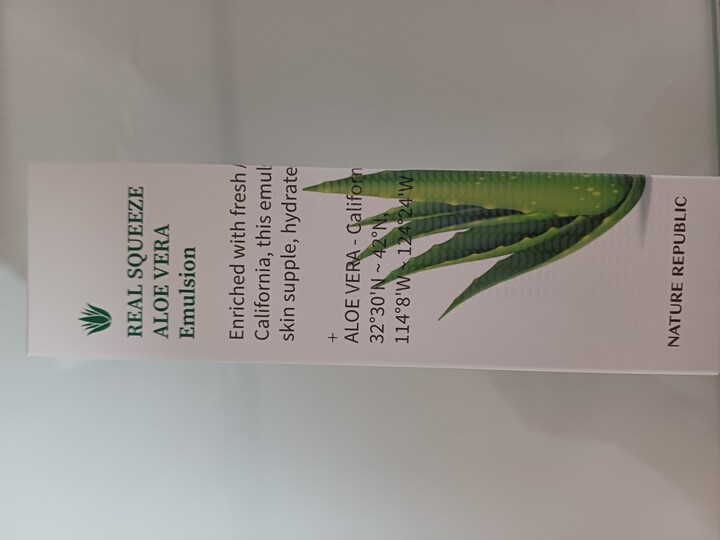 REAL SQUEEZE
ALOE VERA
Emulsion
Enriched with fresh
California, this emul
skin supple, hydrate
+
ALOE VERA - Californ
32°30'N ~ 42°N,
114°8'W ~ 124°24'W
NATURE REPUBLIC